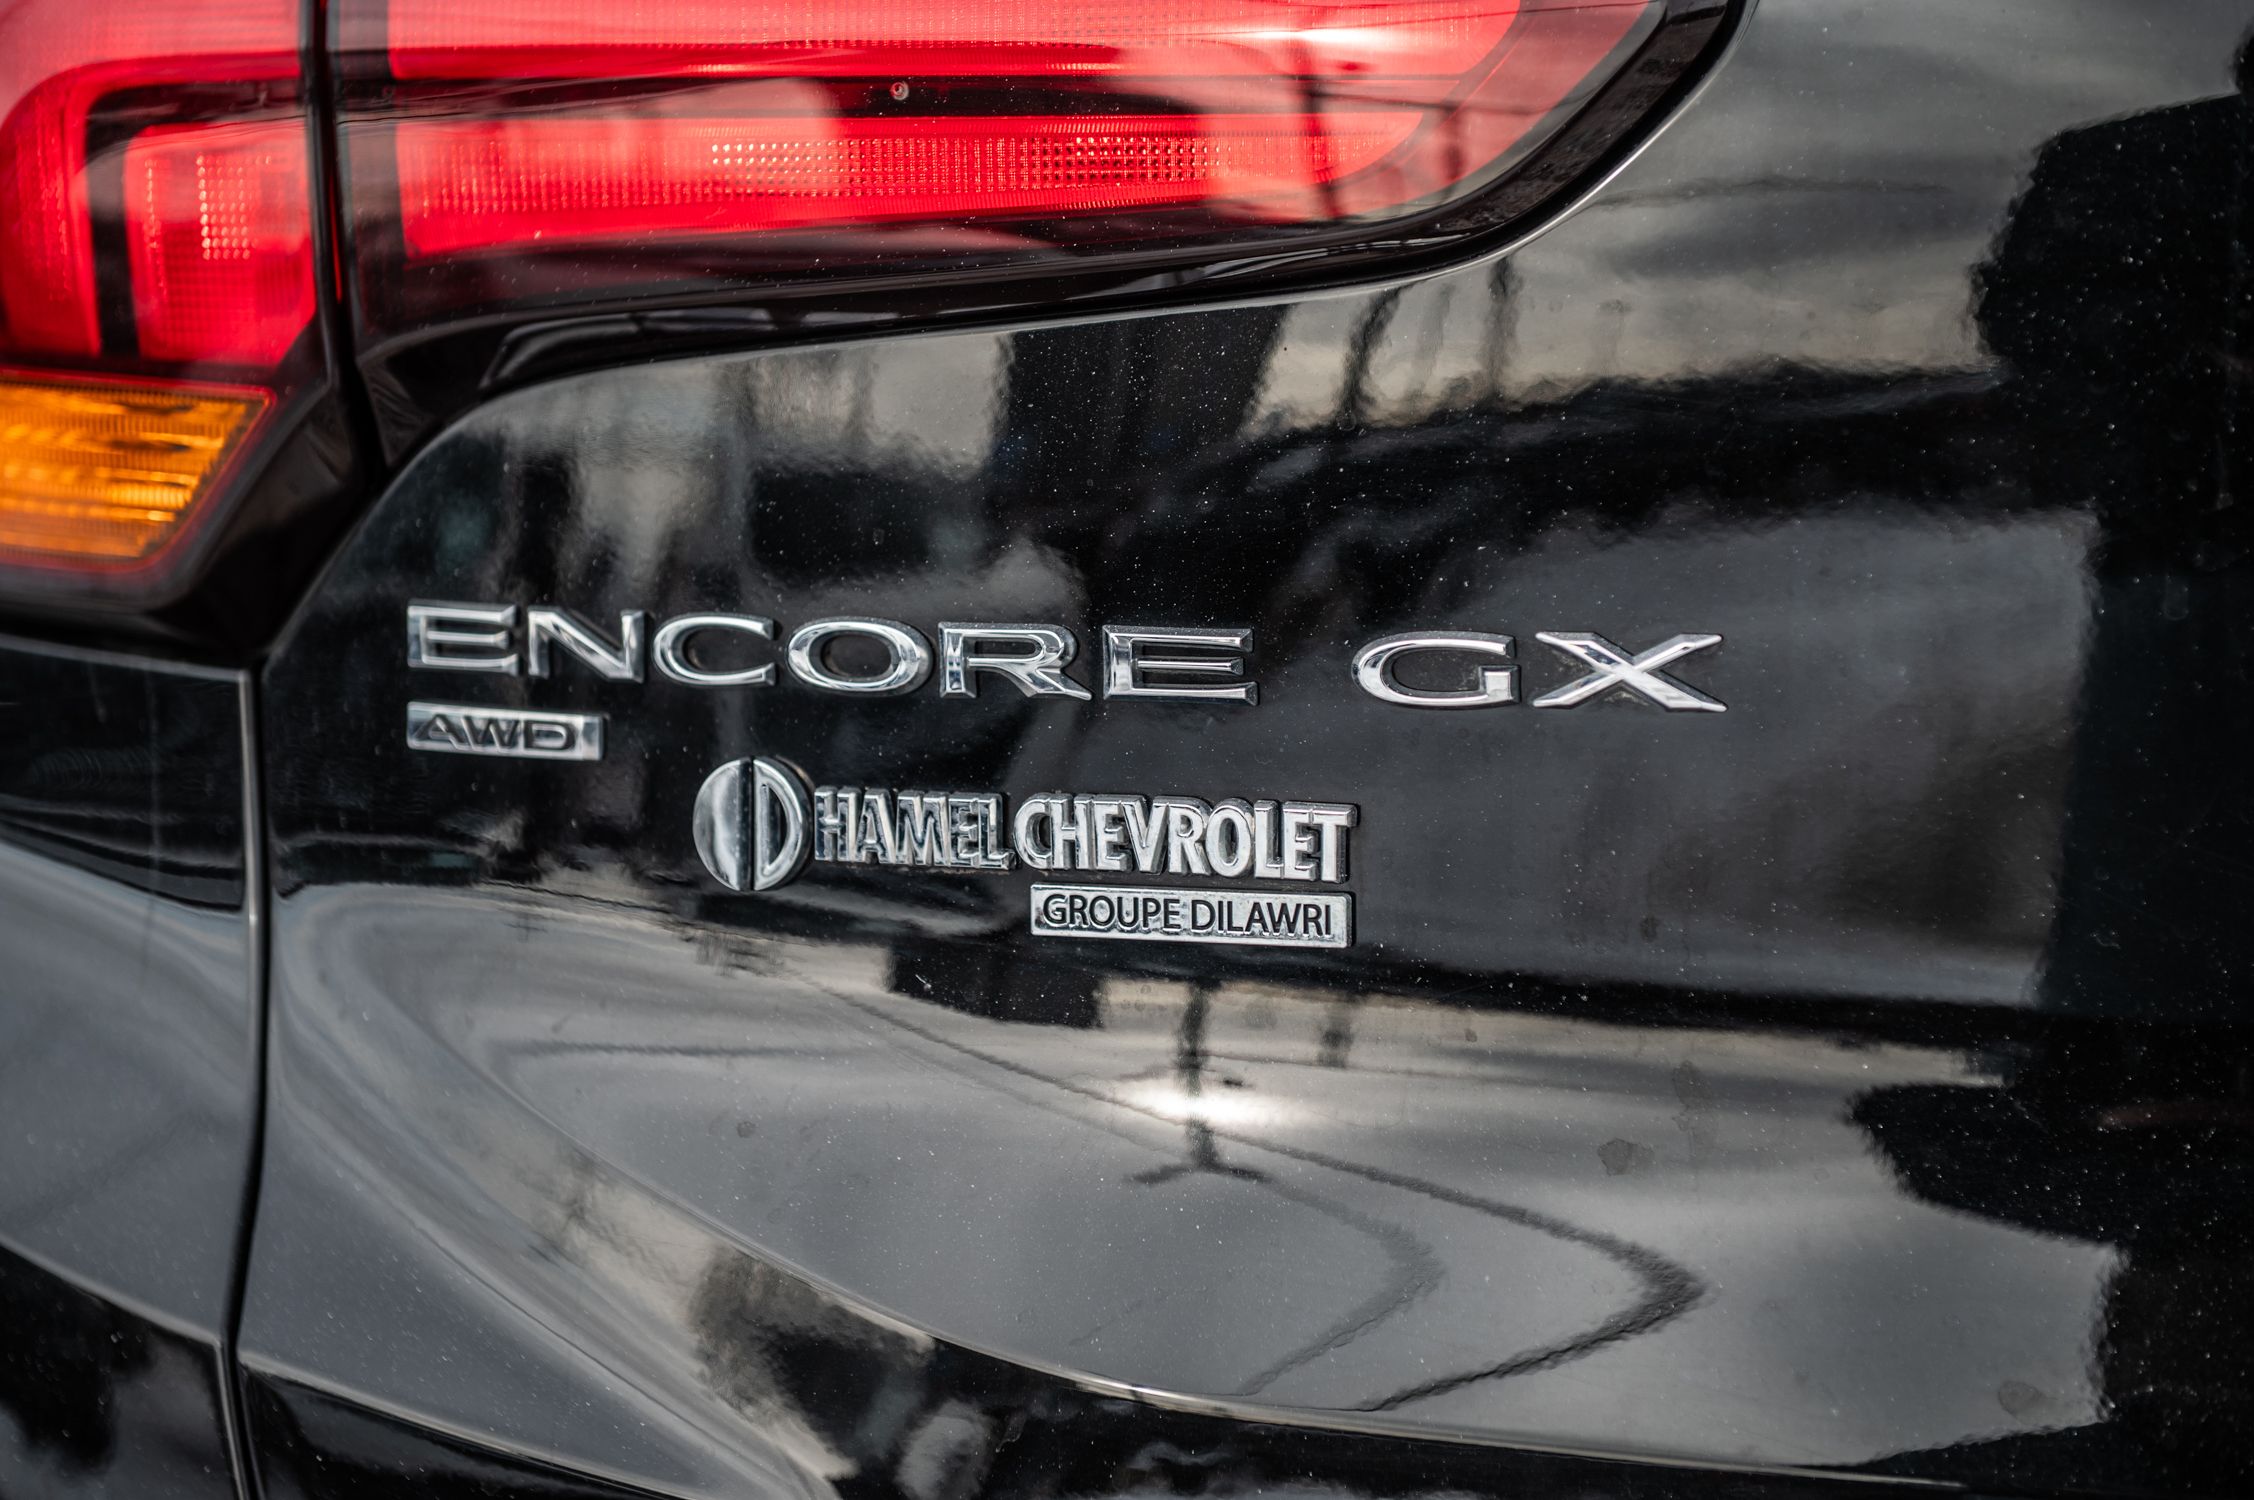 ENCORE GX
AWD
D HAMEL CHEVROLET
GROUPE DILAWRI